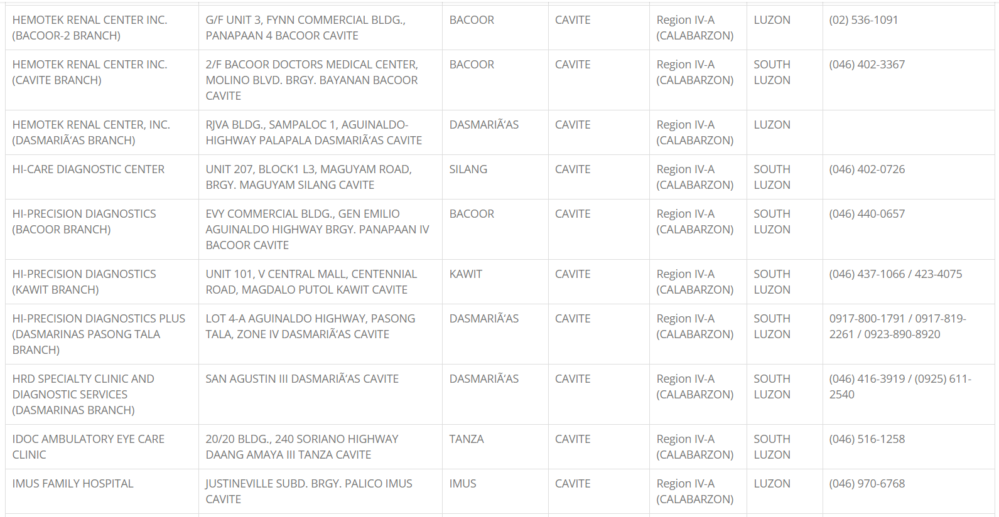 HEMOTEK RENAL CENTER INC.
(BACOOR-2 BRANCH)
G/F UNIT 3, FYNN COMMERCIAL BLDG.,
PANAPAAN 4 BACOOR CAVITE
BACOOR
CAVITE
Region IV-A
(CALABARZON)
LUZON
(02) 536-1091
HEMOTEK RENAL CENTER INC.
(CAVITE BRANCH)
2/F BACOOR DOCTORS MEDICAL CENTER,
MOLINO BLVD. BRGY. BAYANAN BACOOR
CAVITE
BACOOR
CAVITE
Region IV-A
(CALABARZON)
SOUTH
LUZON
(046) 402-3367
HEMOTEK RENAL CENTER, INC.
(DASMARIÃ‘AS BRANCH)
RJVA BLDG., SAMPALOC 1, AGUINALDO-
HIGHWAY PALAPALA DASMARIÃ‘AS CAVITE
DASMARIÃ‘AS
CAVITE
Region IV-A
(CALABARZON)
LUZON
HI-CARE DIAGNOSTIC CENTER
UNIT 207, BLOCK1 L3, MAGUYAM ROAD,
BRGY. MAGUYAM SILANG CAVITE
SILANG
CAVITE
Region IV-A
(CALABARZON)
SOUTH
LUZON
(046) 402-0726
HI-PRECISION DIAGNOSTICS
(BACOOR BRANCH)
EVY COMMERCIAL BLDG., GEN EMILIO
AGUINALDO HIGHWAY BRGY. PANAPAAN IV
BACOOR CAVITE
BACOOR
CAVITE
Region IV-A
(CALABARZON)
SOUTH
LUZON
(046) 440-0657
HI-PRECISION DIAGNOSTICS
(KAWIT BRANCH)
UNIT 101, V CENTRAL MALL, CENTENNIAL
ROAD, MAGDALO PUTOL KAWIT CAVITE
KAWIT
CAVITE
Region IV-A
(CALABARZON)
SOUTH
LUZON
(046) 437-1066 / 423-4075
HI-PRECISION DIAGNOSTICS PLUS
(DASMARINAS PASONG TALA
BRANCH)
LOT 4-A AGUINALDO HIGHWAY, PASONG
TALA, ZONE IV DASMARIÃ‘AS CAVITE
DASMARIÃ‘AS
CAVITE
Region IV-A
(CALABARZON)
SOUTH
LUZON
0917-800-1791 / 0917-819-
2261 / 0923-890-8920
HRD SPECIALTY CLINIC AND
DIAGNOSTIC SERVICES
(DASMARINAS BRANCH)
SAN AGUSTIN III DASMARIÃ‘AS CAVITE
DASMARIÃ‘AS
CAVITE
Region IV-A
(CALABARZON)
SOUTH
LUZON
(046) 416-3919 / (0925) 611-
2540
IDOC AMBULATORY EYE CARE
CLINIC
20/20 BLDG., 240 SORIANO HIGHWAY
DAANG AMAYA III TANZA CAVITE
TANZA
CAVITE
Region IV-A
(CALABARZON)
SOUTH
LUZON
(046) 516-1258
IMUS FAMILY HOSPITAL
JUSTINEVILLE SUBD. BRGY. PALICO IMUS
CAVITE
IMUS
CAVITE
Region IV-A
(CALABARZON)
LUZON
(046) 970-6768